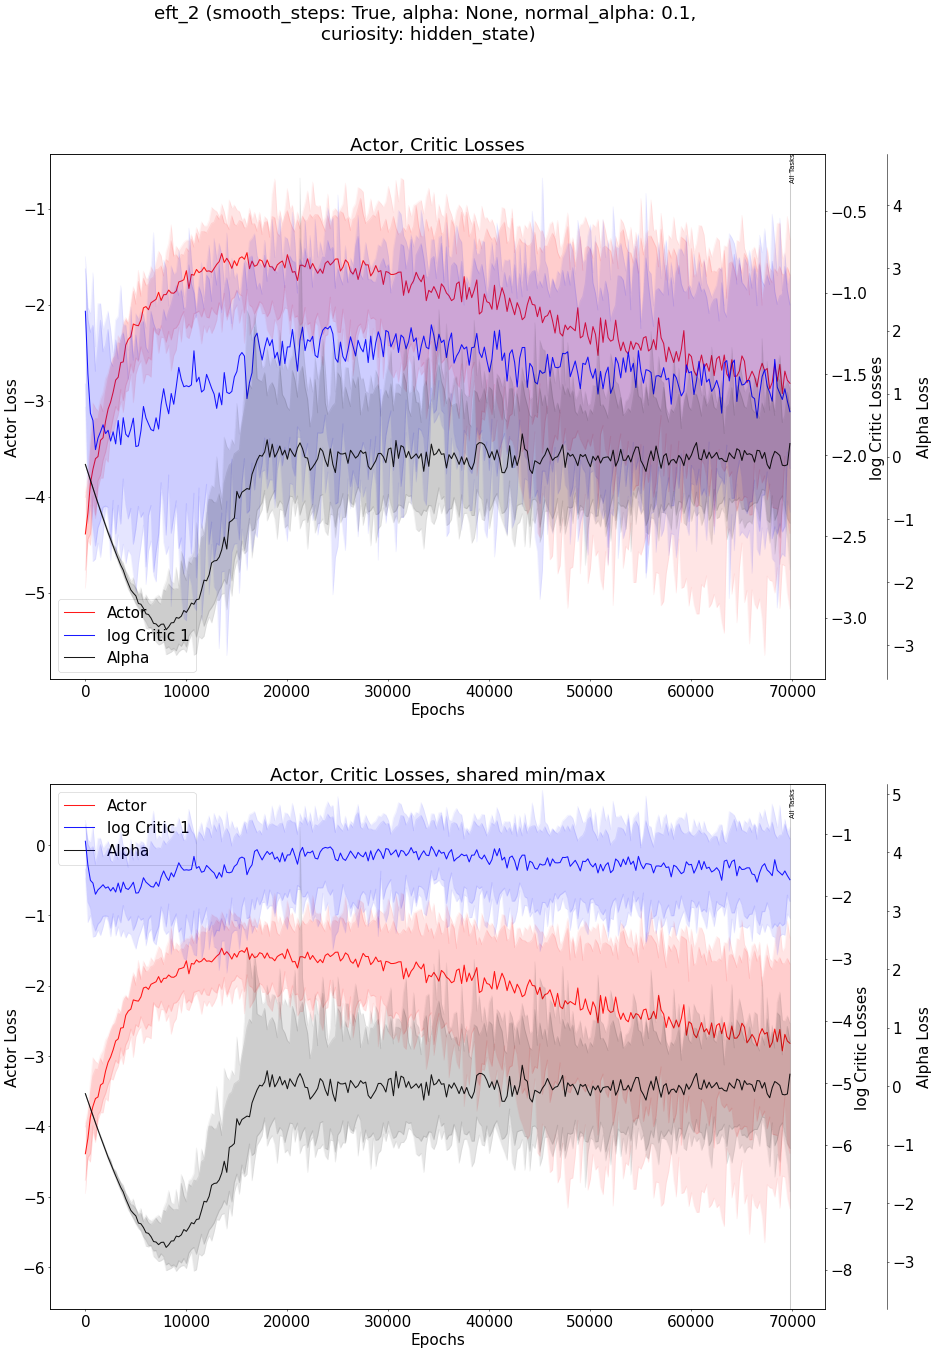 eft_2 (smooth_steps: True, alpha: None, normal_alpha: 0.1,
curiosity: hidden_state)
Actor, Critic Losses
All Tasks
−1
−2
−3
−4
−5
Actor Loss
−0.5
−1.0
−1.5
−2.0
−2.5
−3.0
log Critic Losses
4
3
2
1
0
−1
−2
−3
Alpha Loss
Actor
log Critic 1
Alpha
0
10000
20000
30000
40000
50000
60000
70000
Epochs
Actor, Critic Losses, shared min/max
All Tasks
Actor
log Critic 1
Alpha
0
−1
−2
−3
−4
−5
−6
Actor Loss
−1
−2
−3
−4
−5
−6
−7
−8
log Critic Losses
5
4
3
2
1
0
−1
−2
−3
Alpha Loss
0
10000
20000
30000
40000
50000
60000
70000
Epochs